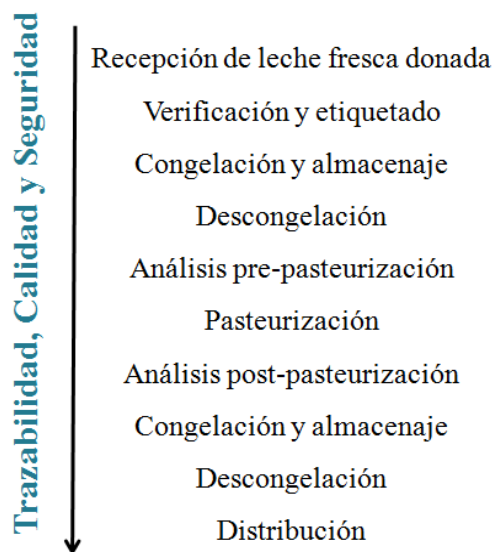 Trazabilidad, Calidad y Seguridad
Recepción de leche fresca donada
Verificación y etiquetado
Congelación y almacenaje
Descongelación
Análisis pre-pasteurización
Pasteurización
Análisis post-pasteurización
Congelación y almacenaje
Descongelación
Distribución